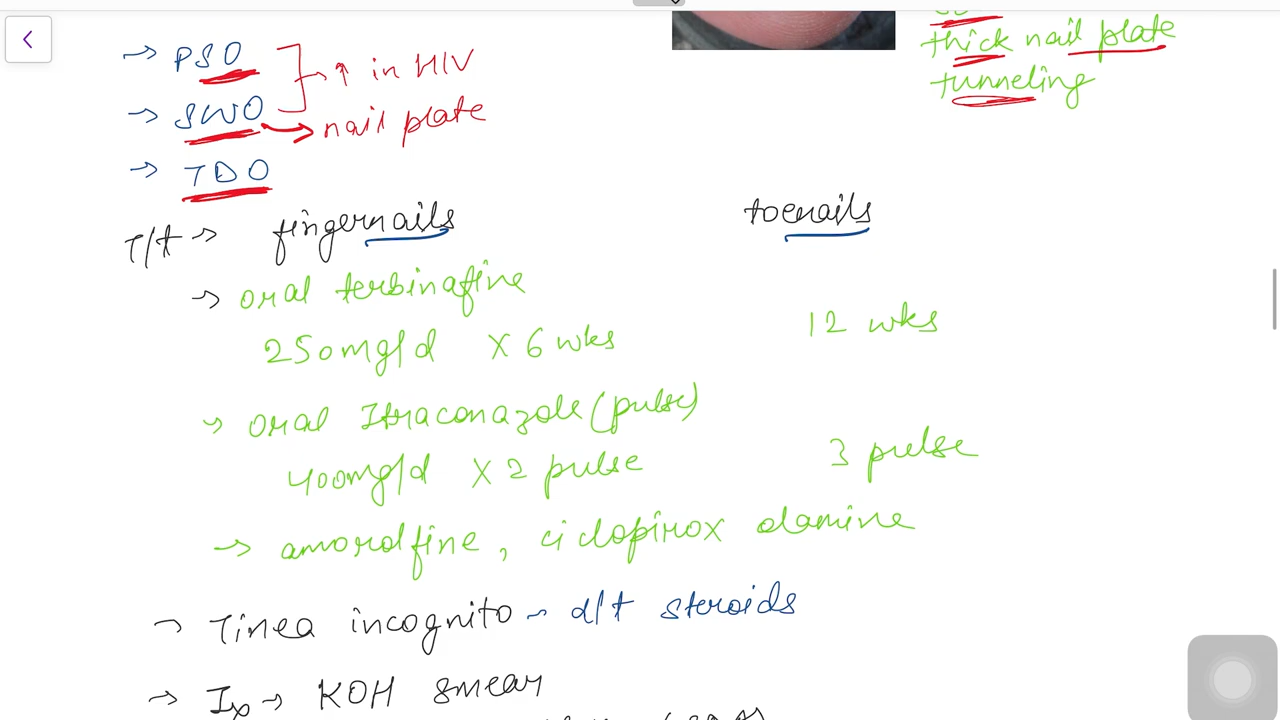 thick nail plate
tunneling
→ PSO
→ ↑ in HIV
→ SWO → nail plate
→ TDO
T/t → fingernails toenails
→ oral terbinafine
250mg/d X 6 wks 12 wks
→ oral Itraconazole (pulse)
400mg/d X 2 pulse 3 pulse
→ amorolfine, ciclopirox olamine
→ Tinea incognito ~ d/t steroids
→ Ix → KOH smear